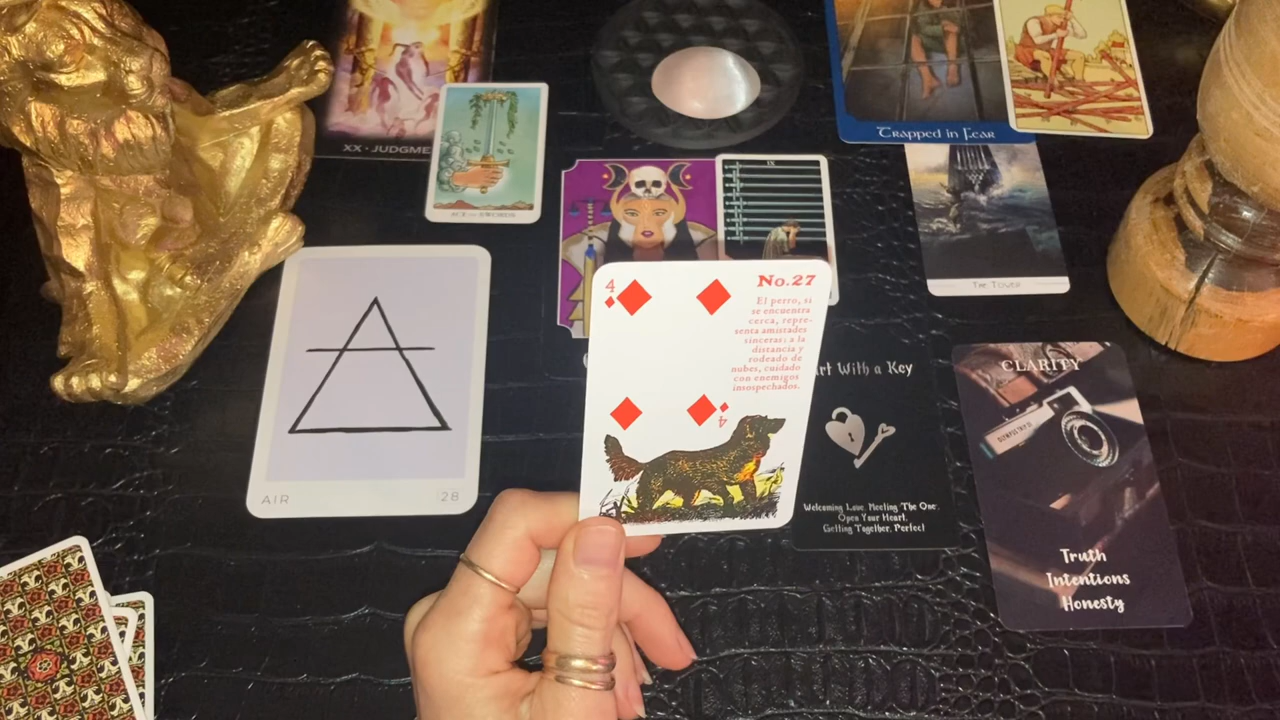 XX · JUDGME
ACE — SWORDS
IX
Trapped in Fear
The Tower
4
No.27
El perro, si
se encuentra
cerca, repre-
senta amistades
sinceras; a la
distancia y
rodeado de
nubes, cuidado
con enemigos
insospechados.
4
AIR
28
art With a Key
Welcoming Love, Meeting 'The One',
Open Your Heart,
Getting Together, Perfect
CLARITY
Truth
Intentions
Honesty